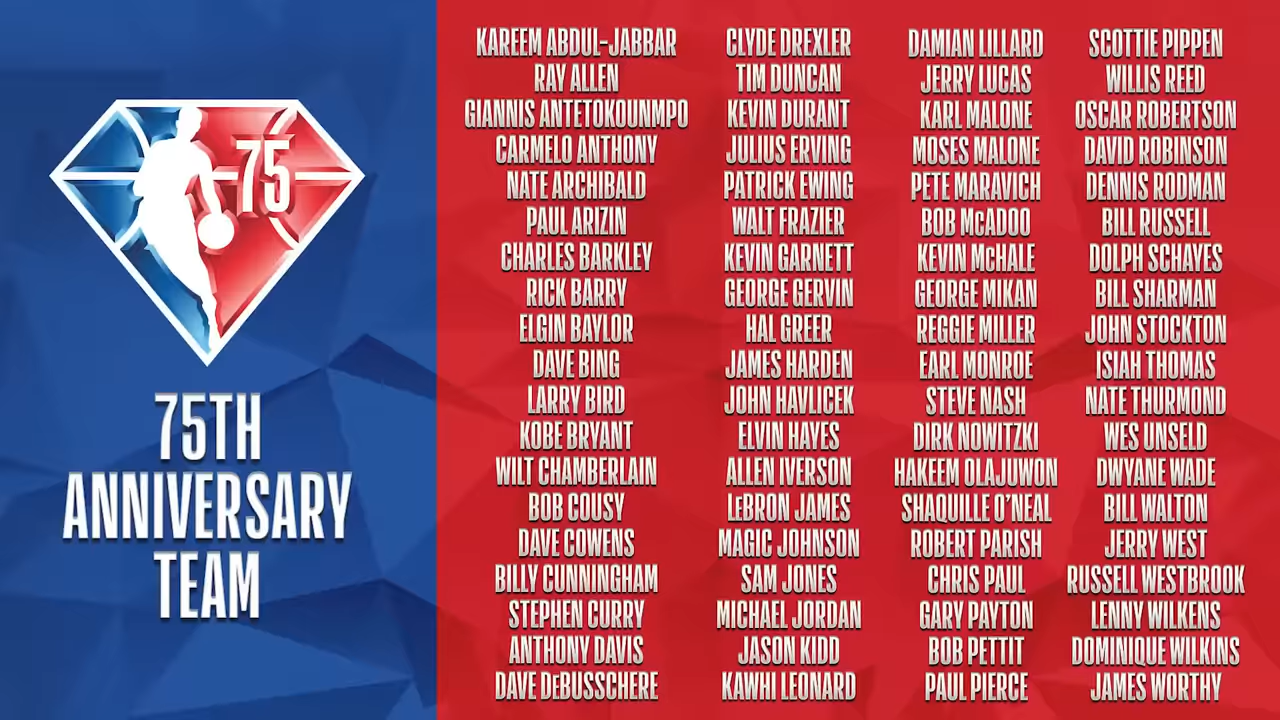 75
75TH
ANNIVERSARY
TEAM
KAREEM ABDUL-JABBAR
RAY ALLEN
GIANNIS ANTETOKOUNMPO
CARMELO ANTHONY
NATE ARCHIBALD
PAUL ARIZIN
CHARLES BARKLEY
RICK BARRY
ELGIN BAYLOR
DAVE BING
LARRY BIRD
KOBE BRYANT
WILT CHAMBERLAIN
BOB COUSY
DAVE COWENS
BILLY CUNNINGHAM
STEPHEN CURRY
ANTHONY DAVIS
DAVE DeBUSSCHERE
CLYDE DREXLER
TIM DUNCAN
KEVIN DURANT
JULIUS ERVING
PATRICK EWING
WALT FRAZIER
KEVIN GARNETT
GEORGE GERVIN
HAL GREER
JAMES HARDEN
JOHN HAVLICEK
ELVIN HAYES
ALLEN IVERSON
LeBRON JAMES
MAGIC JOHNSON
SAM JONES
MICHAEL JORDAN
JASON KIDD
KAWHI LEONARD
DAMIAN LILLARD
JERRY LUCAS
KARL MALONE
MOSES MALONE
PETE MARAVICH
BOB McADOO
KEVIN McHALE
GEORGE MIKAN
REGGIE MILLER
EARL MONROE
STEVE NASH
DIRK NOWITZKI
HAKEEM OLAJUWON
SHAQUILLE O'NEAL
ROBERT PARISH
CHRIS PAUL
GARY PAYTON
BOB PETTIT
PAUL PIERCE
SCOTTIE PIPPEN
WILLIS REED
OSCAR ROBERTSON
DAVID ROBINSON
DENNIS RODMAN
BILL RUSSELL
DOLPH SCHAYES
BILL SHARMAN
JOHN STOCKTON
ISIAH THOMAS
NATE THURMOND
WES UNSELD
DWYANE WADE
BILL WALTON
JERRY WEST
RUSSELL WESTBROOK
LENNY WILKENS
DOMINIQUE WILKINS
JAMES WORTHY